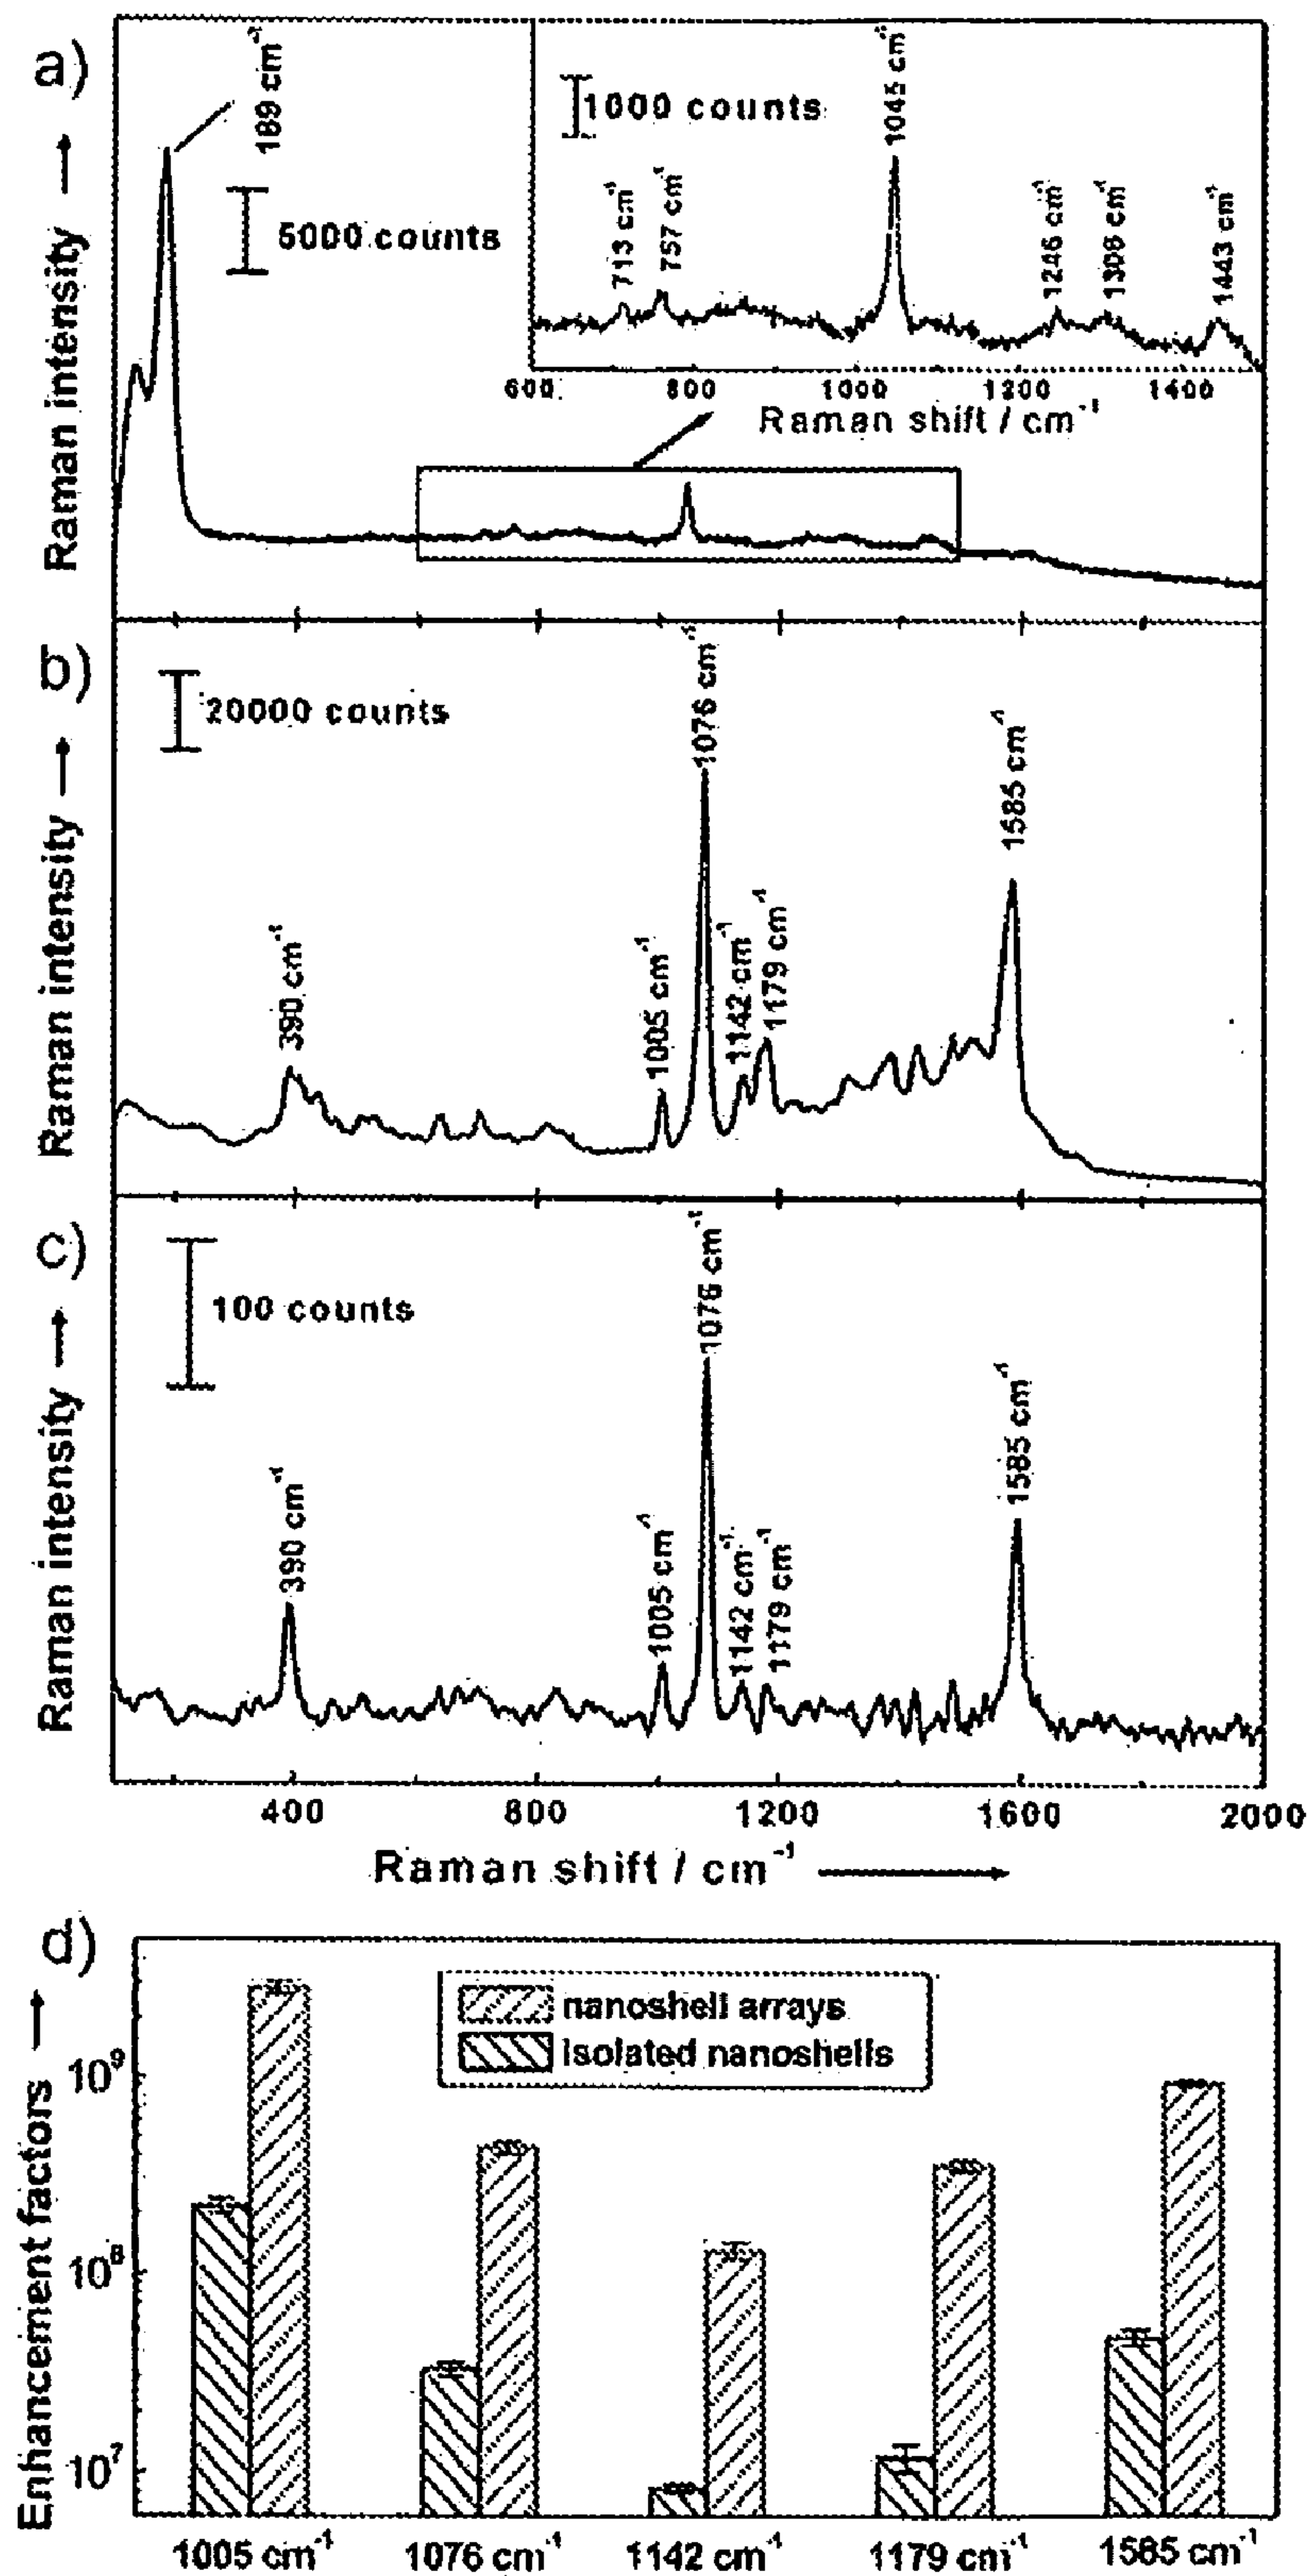 a)
Raman intensity →
189 cm⁻¹
5000 counts
1000 counts
713 cm⁻¹
757 cm⁻¹
1045 cm⁻¹
1246 cm⁻¹
1308 cm⁻¹
1443 cm⁻¹
600 800 1000 1200 1400
Raman shift / cm⁻¹
b)
Raman intensity →
20000 counts
390 cm⁻¹
1005 cm⁻¹
1076 cm⁻¹
1142 cm⁻¹
1179 cm⁻¹
1585 cm⁻¹
c)
Raman intensity →
100 counts
390 cm⁻¹
1005 cm⁻¹
1076 cm⁻¹
1142 cm⁻¹
1179 cm⁻¹
1585 cm⁻¹
400 800 1200 1600 2000
Raman shift / cm⁻¹ →
d)
Enhancement factors →
nanoshell arrays
isolated nanoshells
10⁹
10⁸
10⁷
1005 cm⁻¹ 1076 cm⁻¹ 1142 cm⁻¹ 1179 cm⁻¹ 1585 cm⁻¹